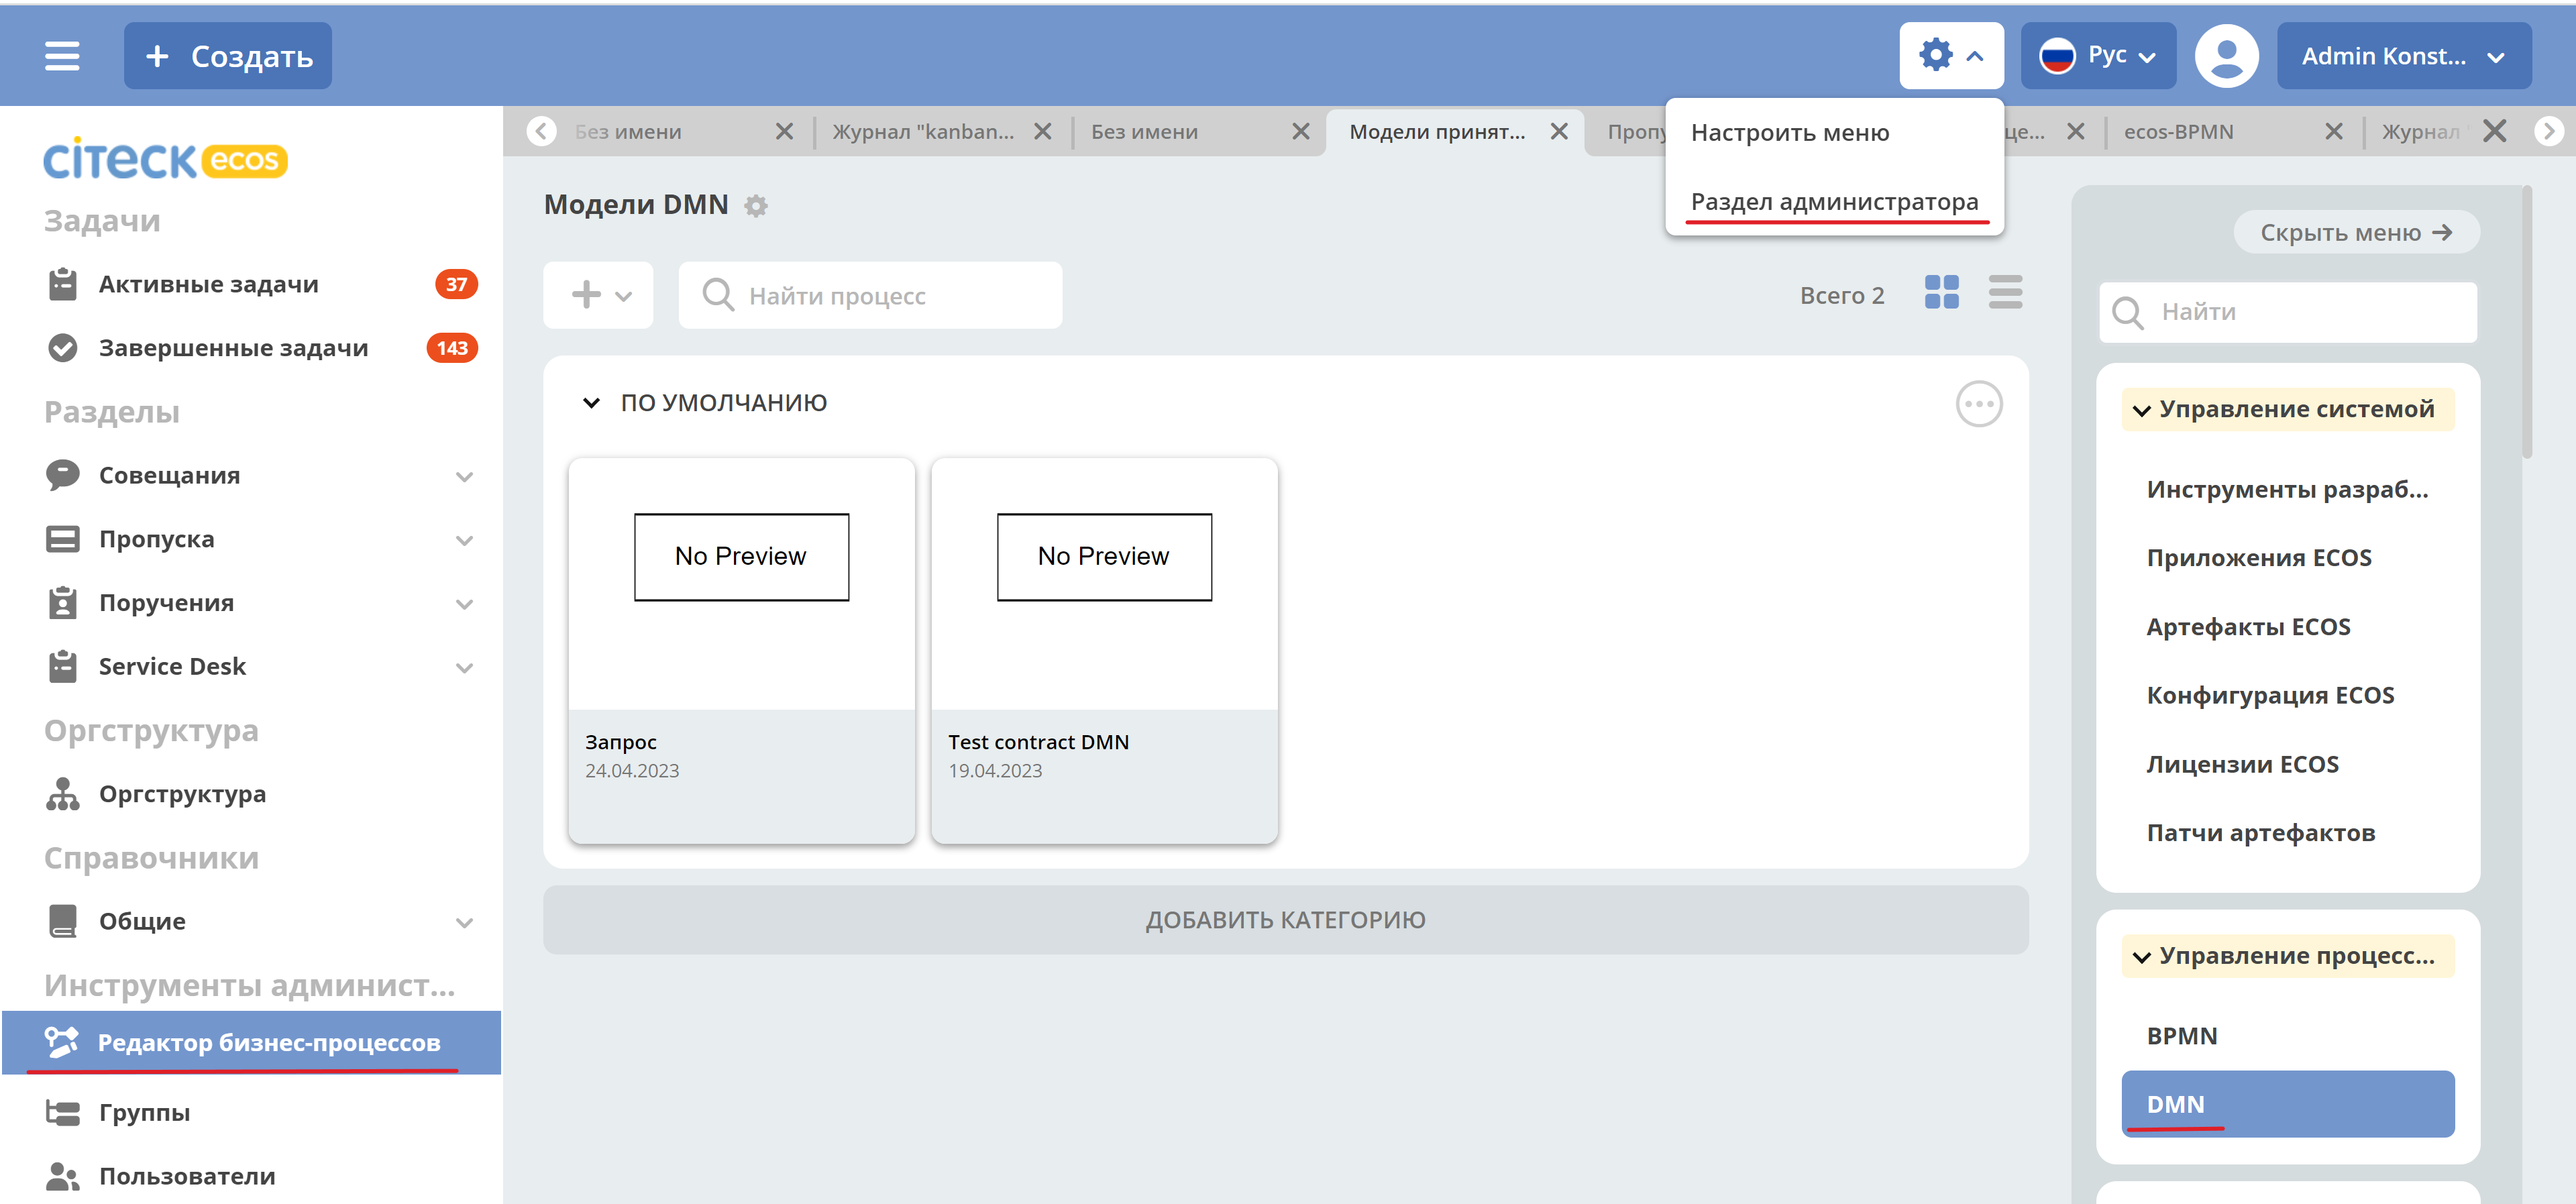 Создать
Рус
Admin Konst...
Без имени
Журнал "kanban...
Без имени
Модели принят...
Пропу
це...
ecos-BPMN
Журнал
Настроить меню
Раздел администратора
citeck ecos
Задачи
Активные задачи 37
Завершенные задачи 143
Разделы
Совещания
Пропуска
Поручения
Service Desk
Оргструктура
Оргструктура
Справочники
Общие
Инструменты админист...
Редактор бизнес-процессов
Группы
Пользователи
Модели DMN
Найти процесс
Всего 2
ПО УМОЛЧАНИЮ
No Preview
Запрос
24.04.2023
No Preview
Test contract DMN
19.04.2023
ДОБАВИТЬ КАТЕГОРИЮ
Скрыть меню
Найти
Управление системой
Инструменты разраб...
Приложения ECOS
Артефакты ECOS
Конфигурация ECOS
Лицензии ECOS
Патчи артефактов
Управление процесс...
BPMN
DMN